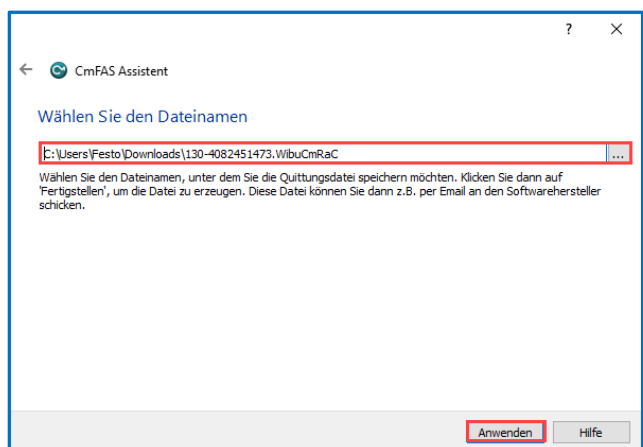 ?
CmFAS Assistent
Wählen Sie den Dateinamen
C:\Users\Festo\Downloads\130-4082451473.WibuCmRaC
...
Wählen Sie den Dateinamen, unter dem Sie die Quittungsdatei speichern möchten. Klicken Sie dann auf
'Fertigstellen', um die Datei zu erzeugen. Diese Datei können Sie dann z.B. per Email an den Softwarehersteller
schicken.
Anwenden
Hilfe